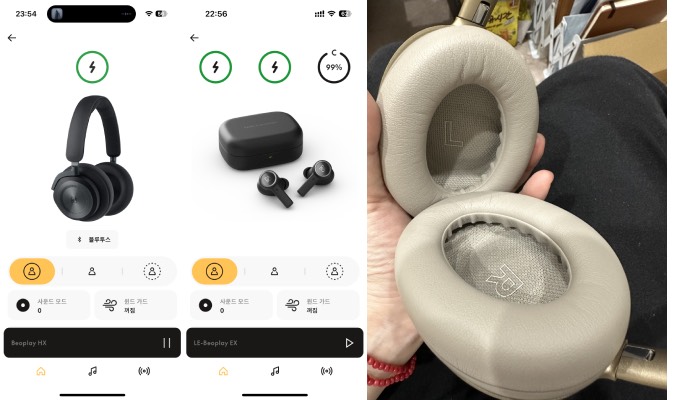 23:54
블루투스
사운드 모드
0
윈드 가드
꺼짐
Beoplay HX
22:56
C
99%
사운드 모드
0
윈드 가드
꺼짐
LE-Beoplay EX
L
R